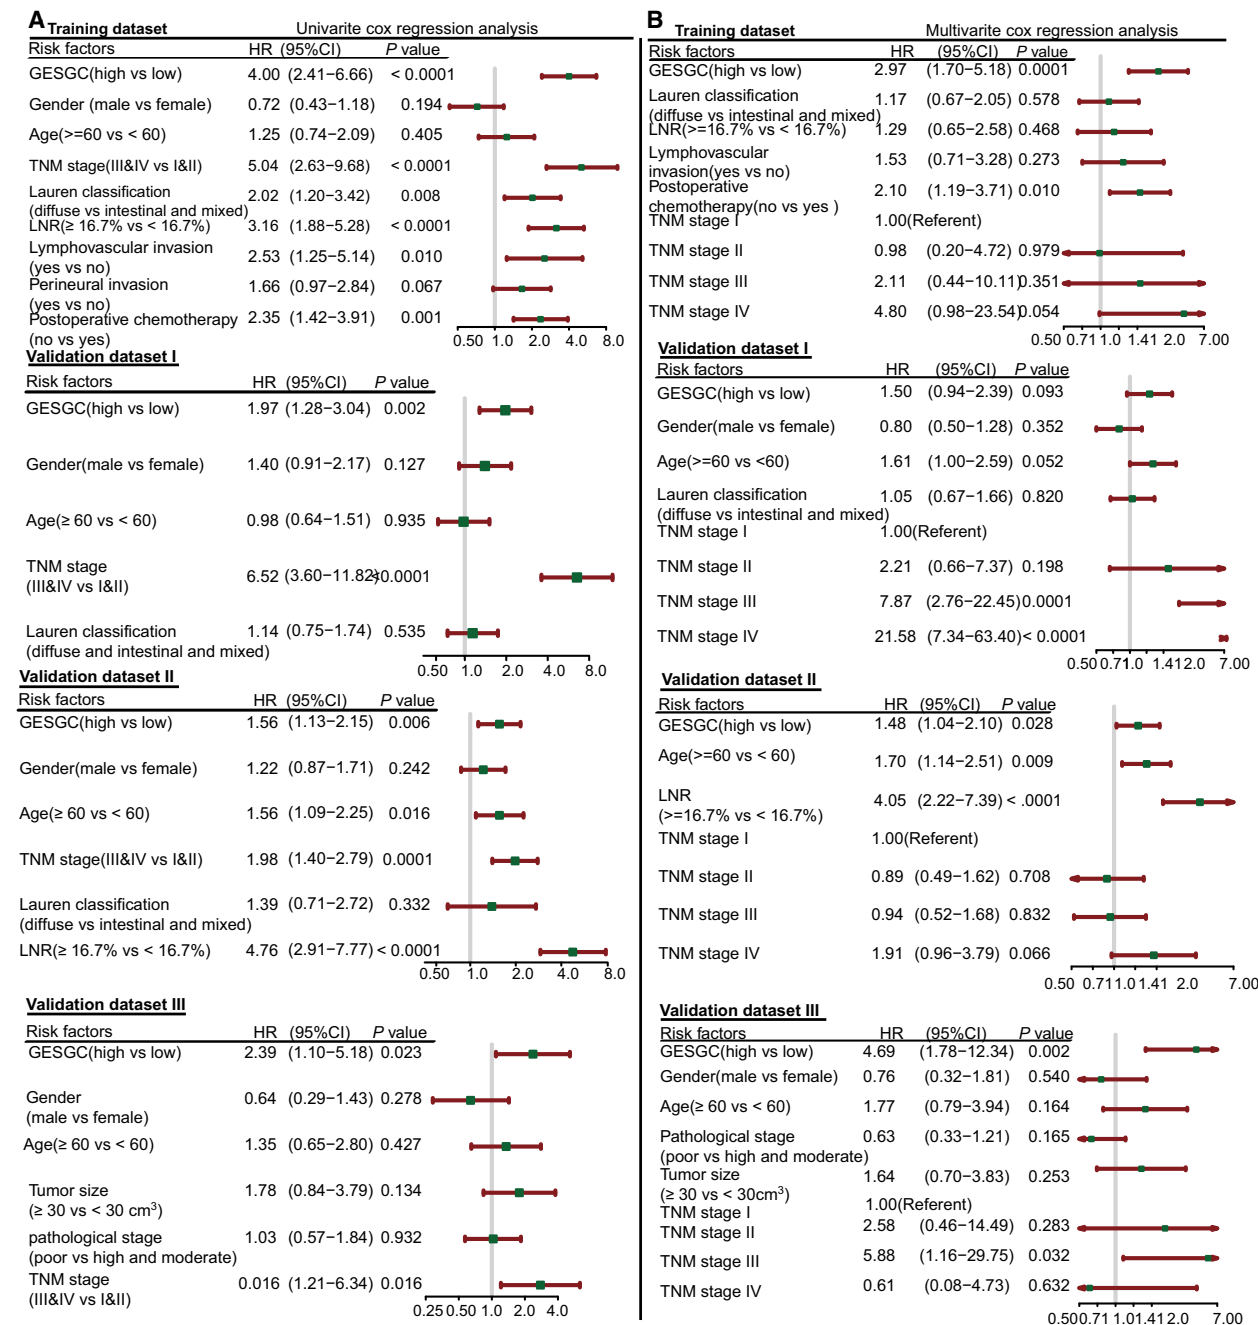 A
Training dataset Univarite cox regression analysis
Risk factors HR (95%CI) P value
GESGC(high vs low) 4.00 (2.41−6.66) < 0.0001
Gender (male vs female) 0.72 (0.43−1.18) 0.194
Age(>=60 vs < 60) 1.25 (0.74−2.09) 0.405
TNM stage(III&IV vs I&II) 5.04 (2.63−9.68) < 0.0001
Lauren classification 2.02 (1.20−3.42) 0.008
(diffuse vs intestinal and mixed)
LNR(≥ 16.7% vs < 16.7%) 3.16 (1.88−5.28) < 0.0001
Lymphovascular invasion 2.53 (1.25−5.14) 0.010
(yes vs no)
Perineural invasion 1.66 (0.97−2.84) 0.067
(yes vs no)
Postoperative chemotherapy 2.35 (1.42−3.91) 0.001
(no vs yes)
0.50 1.0 2.0 4.0 8.0
Validation dataset I
Risk factors HR (95%CI) P value
GESGC(high vs low) 1.97 (1.28−3.04) 0.002
Gender(male vs female) 1.40 (0.91−2.17) 0.127
Age(≥ 60 vs < 60) 0.98 (0.64−1.51) 0.935
TNM stage
(III&IV vs I&II) 6.52 (3.60−11.82) <0.0001
Lauren classification 1.14 (0.75−1.74) 0.535
(diffuse and intestinal and mixed)
0.50 1.0 2.0 4.0 8.0
Validation dataset II
Risk factors HR (95%CI) P value
GESGC(high vs low) 1.56 (1.13−2.15) 0.006
Gender(male vs female) 1.22 (0.87−1.71) 0.242
Age(≥ 60 vs < 60) 1.56 (1.09−2.25) 0.016
TNM stage(III&IV vs I&II) 1.98 (1.40−2.79) 0.0001
Lauren classification 1.39 (0.71−2.72) 0.332
(diffuse vs intestinal and mixed)
LNR(≥ 16.7% vs < 16.7%) 4.76 (2.91−7.77) < 0.0001
0.50 1.0 2.0 4.0 8.0
Validation dataset III
Risk factors HR (95%CI) P value
GESGC(high vs low) 2.39 (1.10−5.18) 0.023
Gender 0.64 (0.29−1.43) 0.278
(male vs female)
Age(≥ 60 vs < 60) 1.35 (0.65−2.80) 0.427
Tumor size 1.78 (0.84−3.79) 0.134
(≥ 30 vs < 30 cm³)
pathological stage 1.03 (0.57−1.84) 0.932
(poor vs high and moderate)
TNM stage 0.016 (1.21−6.34) 0.016
(III&IV vs I&II)
0.25 0.50 1.0 2.0 4.0
B
Training dataset Multivarite cox regression analysis
Risk factors HR (95%CI) P value
GESGC(high vs low) 2.97 (1.70−5.18) 0.0001
Lauren classification 1.17 (0.67−2.05) 0.578
(diffuse vs intestinal and mixed)
LNR(>=16.7% vs < 16.7%) 1.29 (0.65−2.58) 0.468
Lymphovascular 1.53 (0.71−3.28) 0.273
invasion(yes vs no)
Postoperative 2.10 (1.19−3.71) 0.010
chemotherapy(no vs yes )
TNM stage I 1.00(Referent)
TNM stage II 0.98 (0.20−4.72) 0.979
TNM stage III 2.11 (0.44−10.11) 0.351
TNM stage IV 4.80 (0.98−23.54) 0.054
0.50 0.71 1.0 1.41 2.0 7.00
Validation dataset I
Risk factors HR (95%CI) P value
GESGC(high vs low) 1.50 (0.94−2.39) 0.093
Gender(male vs female) 0.80 (0.50−1.28) 0.352
Age(>=60 vs <60) 1.61 (1.00−2.59) 0.052
Lauren classification 1.05 (0.67−1.66) 0.820
(diffuse vs intestinal and mixed)
TNM stage I 1.00(Referent)
TNM stage II 2.21 (0.66−7.37) 0.198
TNM stage III 7.87 (2.76−22.45) 0.0001
TNM stage IV 21.58 (7.34−63.40) < 0.0001
0.50 0.71 1.0 1.41 2.0 7.00
Validation dataset II
Risk factors HR (95%CI) P value
GESGC(high vs low) 1.48 (1.04−2.10) 0.028
Age(>=60 vs < 60) 1.70 (1.14−2.51) 0.009
LNR 4.05 (2.22−7.39) < .0001
(>=16.7% vs < 16.7%)
TNM stage I 1.00(Referent)
TNM stage II 0.89 (0.49−1.62) 0.708
TNM stage III 0.94 (0.52−1.68) 0.832
TNM stage IV 1.91 (0.96−3.79) 0.066
0.50 0.71 1.0 1.41 2.0 7.00
Validation dataset III
Risk factors HR (95%CI) P value
GESGC(high vs low) 4.69 (1.78−12.34) 0.002
Gender(male vs female) 0.76 (0.32−1.81) 0.540
Age(≥ 60 vs < 60) 1.77 (0.79−3.94) 0.164
Pathological stage 0.63 (0.33−1.21) 0.165
(poor vs high and moderate)
Tumor size 1.64 (0.70−3.83) 0.253
(≥ 30 vs < 30cm³)
TNM stage I 1.00(Referent)
TNM stage II 2.58 (0.46−14.49) 0.283
TNM stage III 5.88 (1.16−29.75) 0.032
TNM stage IV 0.61 (0.08−4.73) 0.632
0.50 0.71 1.0 1.41 2.0 7.00